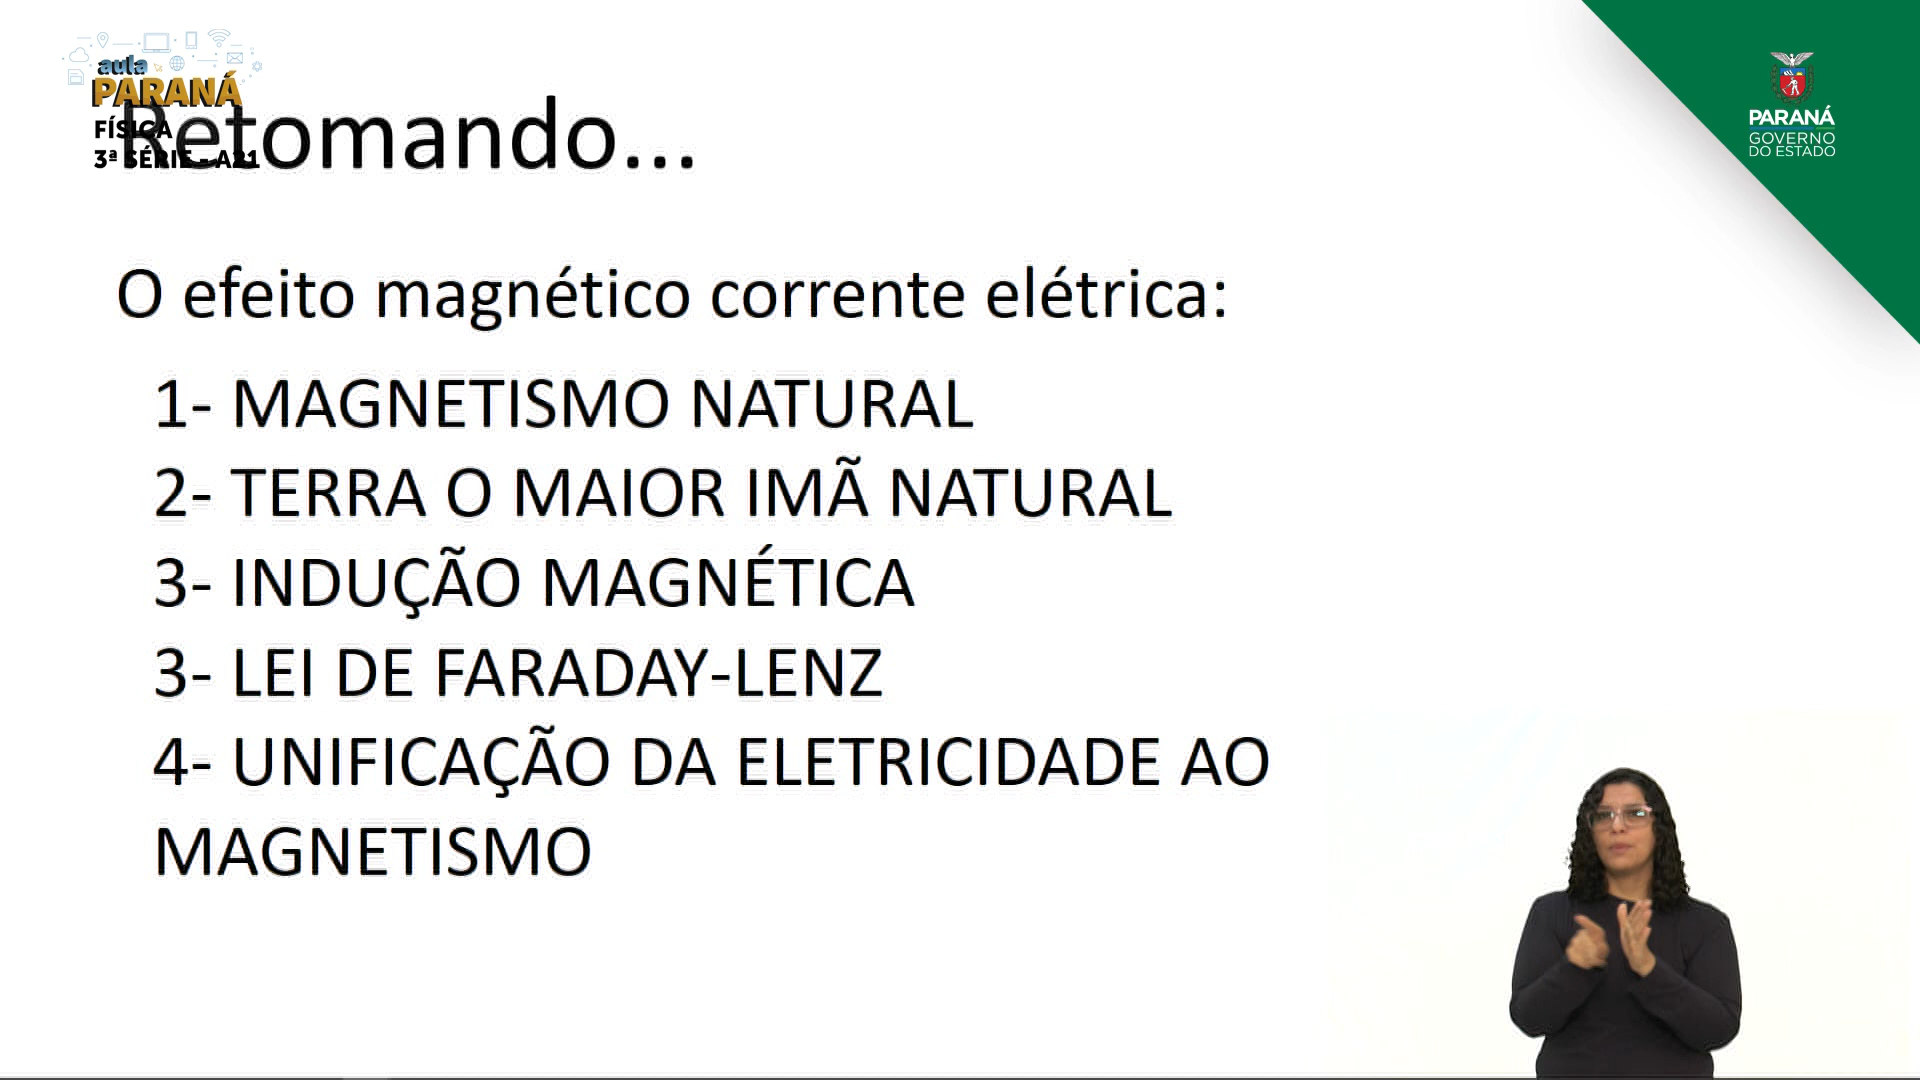 aula
PARANÁ
FÍSICA
3ª SÉRIE - A21
Retomando...
PARANÁ
GOVERNO
DO ESTADO
O efeito magnético corrente elétrica:
1- MAGNETISMO NATURAL
2- TERRA O MAIOR IMÃ NATURAL
3- INDUÇÃO MAGNÉTICA
3- LEI DE FARADAY-LENZ
4- UNIFICAÇÃO DA ELETRICIDADE AO
MAGNETISMO